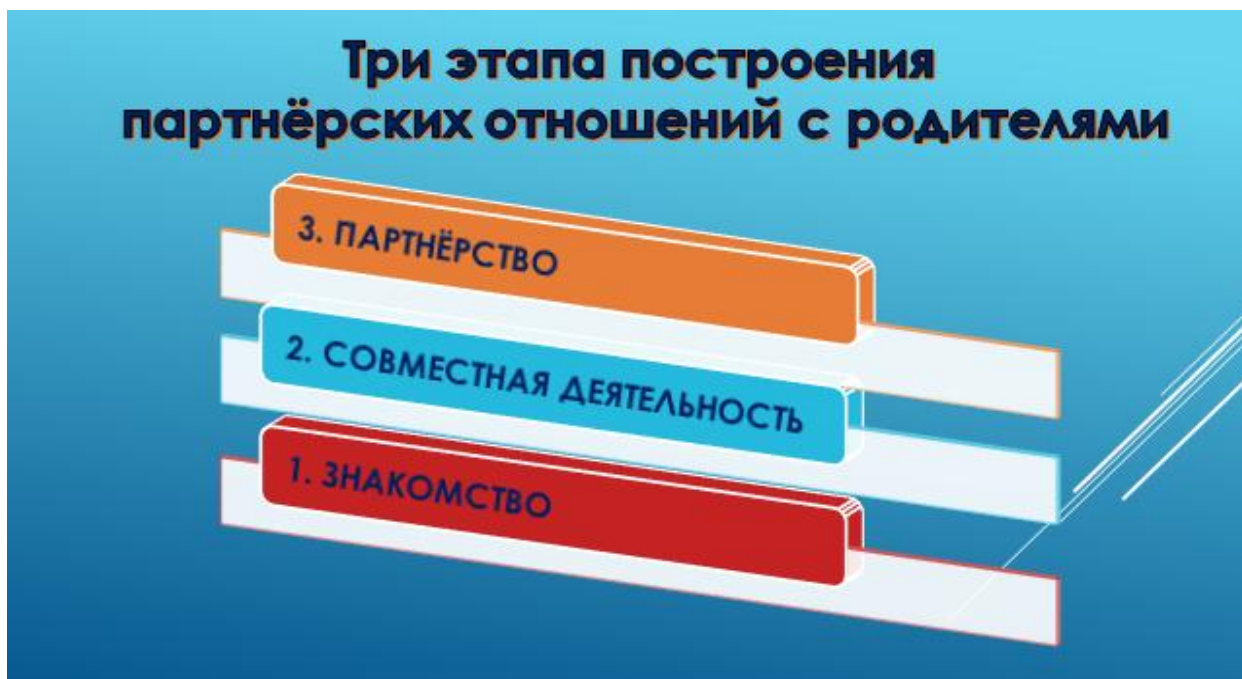 Три этапа построения
партнёрских отношений с родителями
3. ПАРТНЁРСТВО
2. СОВМЕСТНАЯ ДЕЯТЕЛЬНОСТЬ
1. ЗНАКОМСТВО